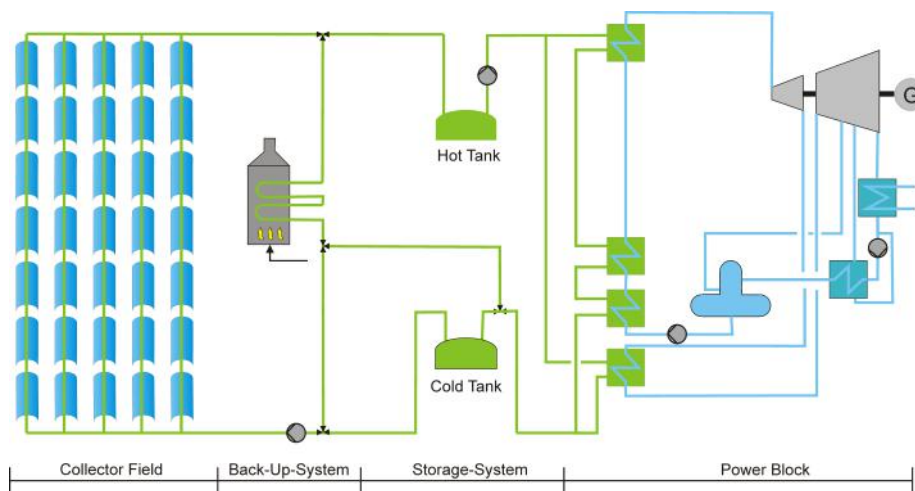 G
Hot Tank
Cold Tank
Collector Field
Back-Up-System
Storage-System
Power Block